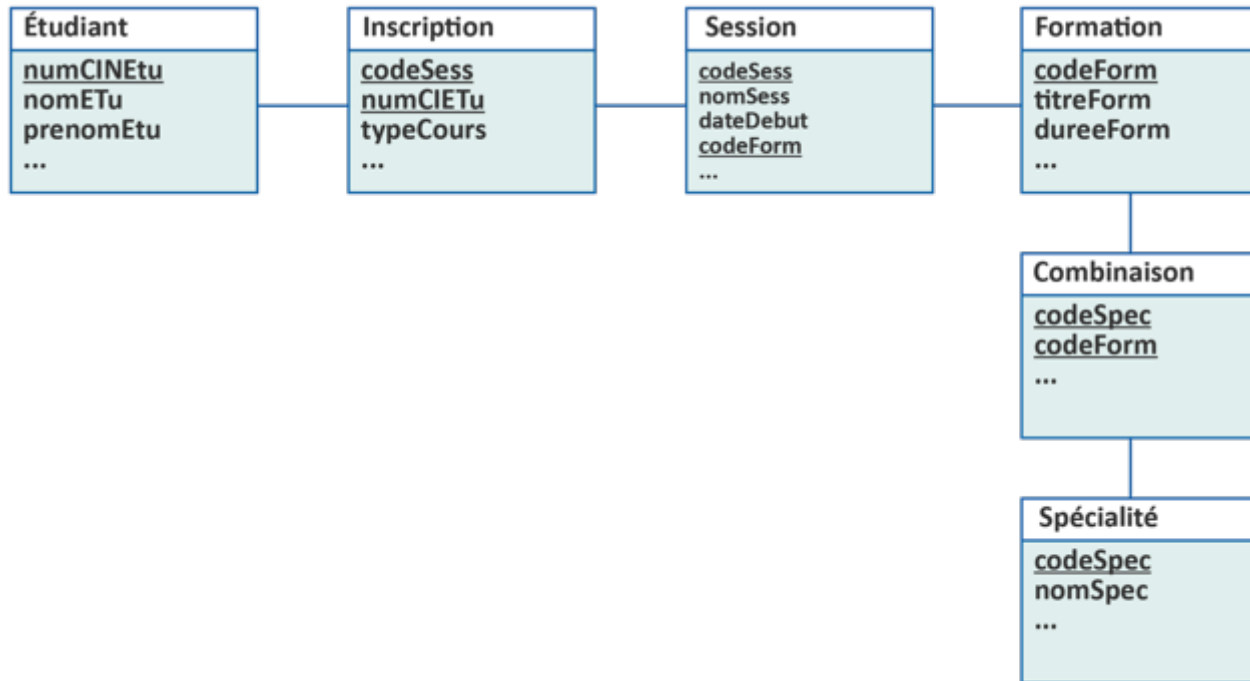 Étudiant
numCINEtu
nomETu
prenomEtu
...
Inscription
codeSess
numCIETu
typeCours
...
Session
codeSess
nomSess
dateDebut
codeForm
...
Formation
codeForm
titreForm
dureeForm
...
Combinaison
codeSpec
codeForm
...
Spécialité
codeSpec
nomSpec
...